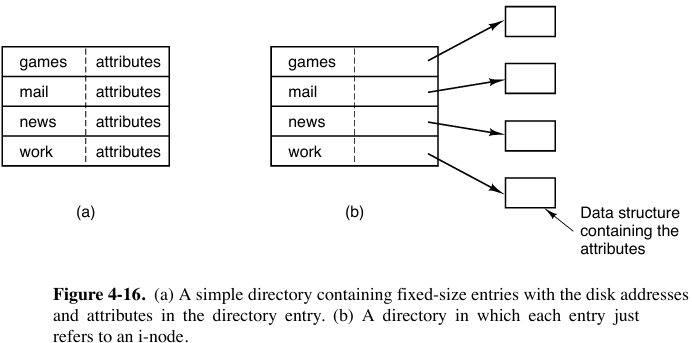 games attributes
mail attributes
news attributes
work attributes
(a)
games
mail
news
work
(b)
Data structure
containing the
attributes
Figure 4-16. (a) A simple directory containing fixed-size entries with the disk addresses
and attributes in the directory entry. (b) A directory in which each entry just
refers to an i-node.